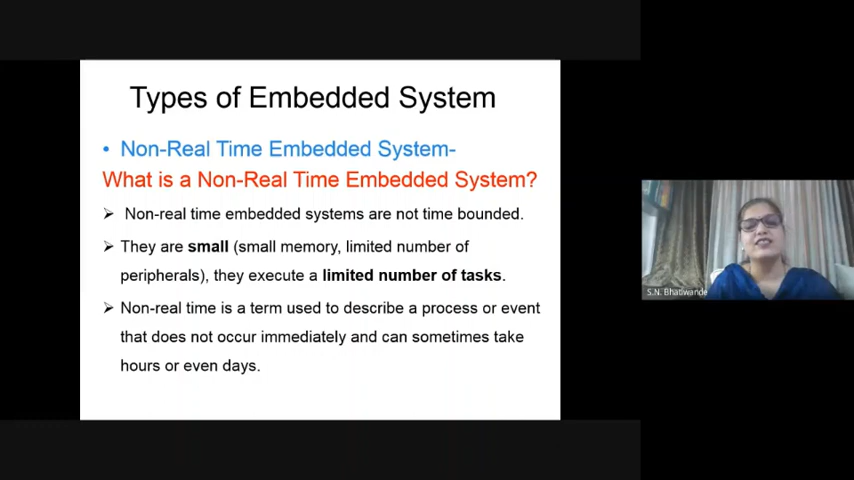 Types of Embedded System
• Non-Real Time Embedded System-
What is a Non-Real Time Embedded System?
➢ Non-real time embedded systems are not time bounded.
➢ They are small (small memory, limited number of
peripherals), they execute a limited number of tasks.
➢ Non-real time is a term used to describe a process or event
that does not occur immediately and can sometimes take
hours or even days.
S.N. Bhatlwande